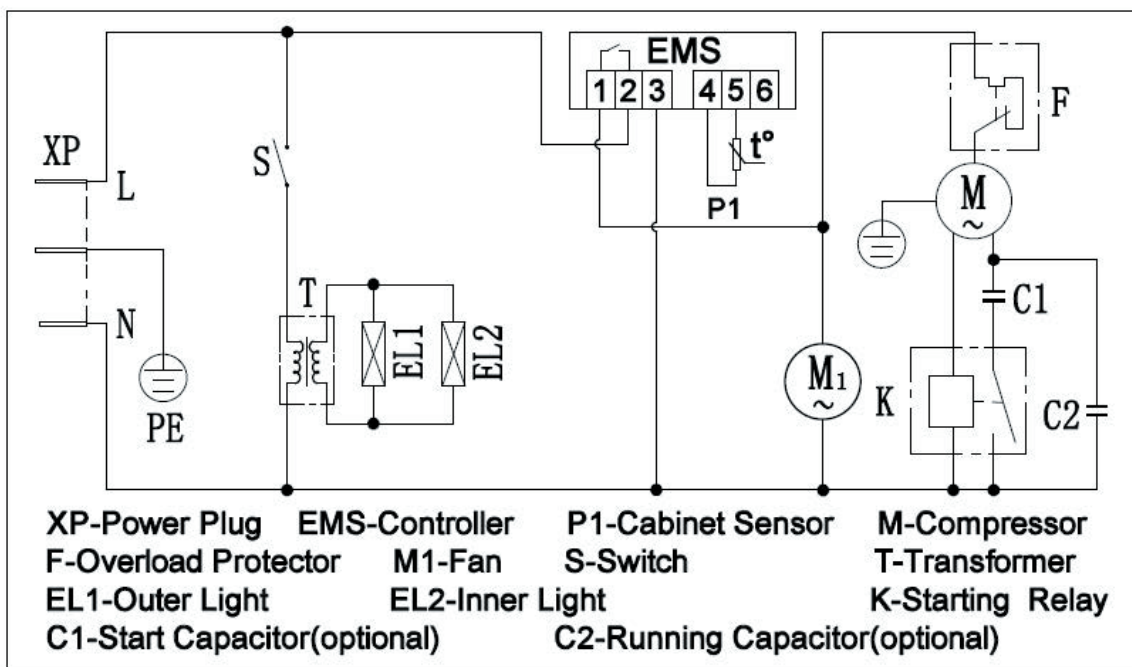 EMS
1 2 3 4 5 6
F
XP
L
S
t°
P1
M
~
T
C1
N
EL1
EL2
M1
~
K
C2
PE
XP-Power Plug EMS-Controller P1-Cabinet Sensor M-Compressor
F-Overload Protector M1-Fan S-Switch T-Transformer
EL1-Outer Light EL2-Inner Light K-Starting Relay
C1-Start Capacitor(optional) C2-Running Capacitor(optional)